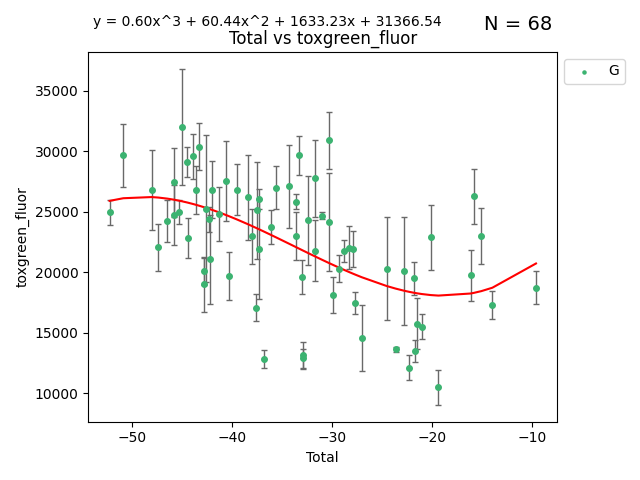 y = 0.60x^3 + 60.44x^2 + 1633.23x + 31366.54
N = 68
Total vs toxgreen_fluor
G
toxgreen_fluor
35000
30000
25000
20000
15000
10000
−50 −40 −30 −20 −10
Total